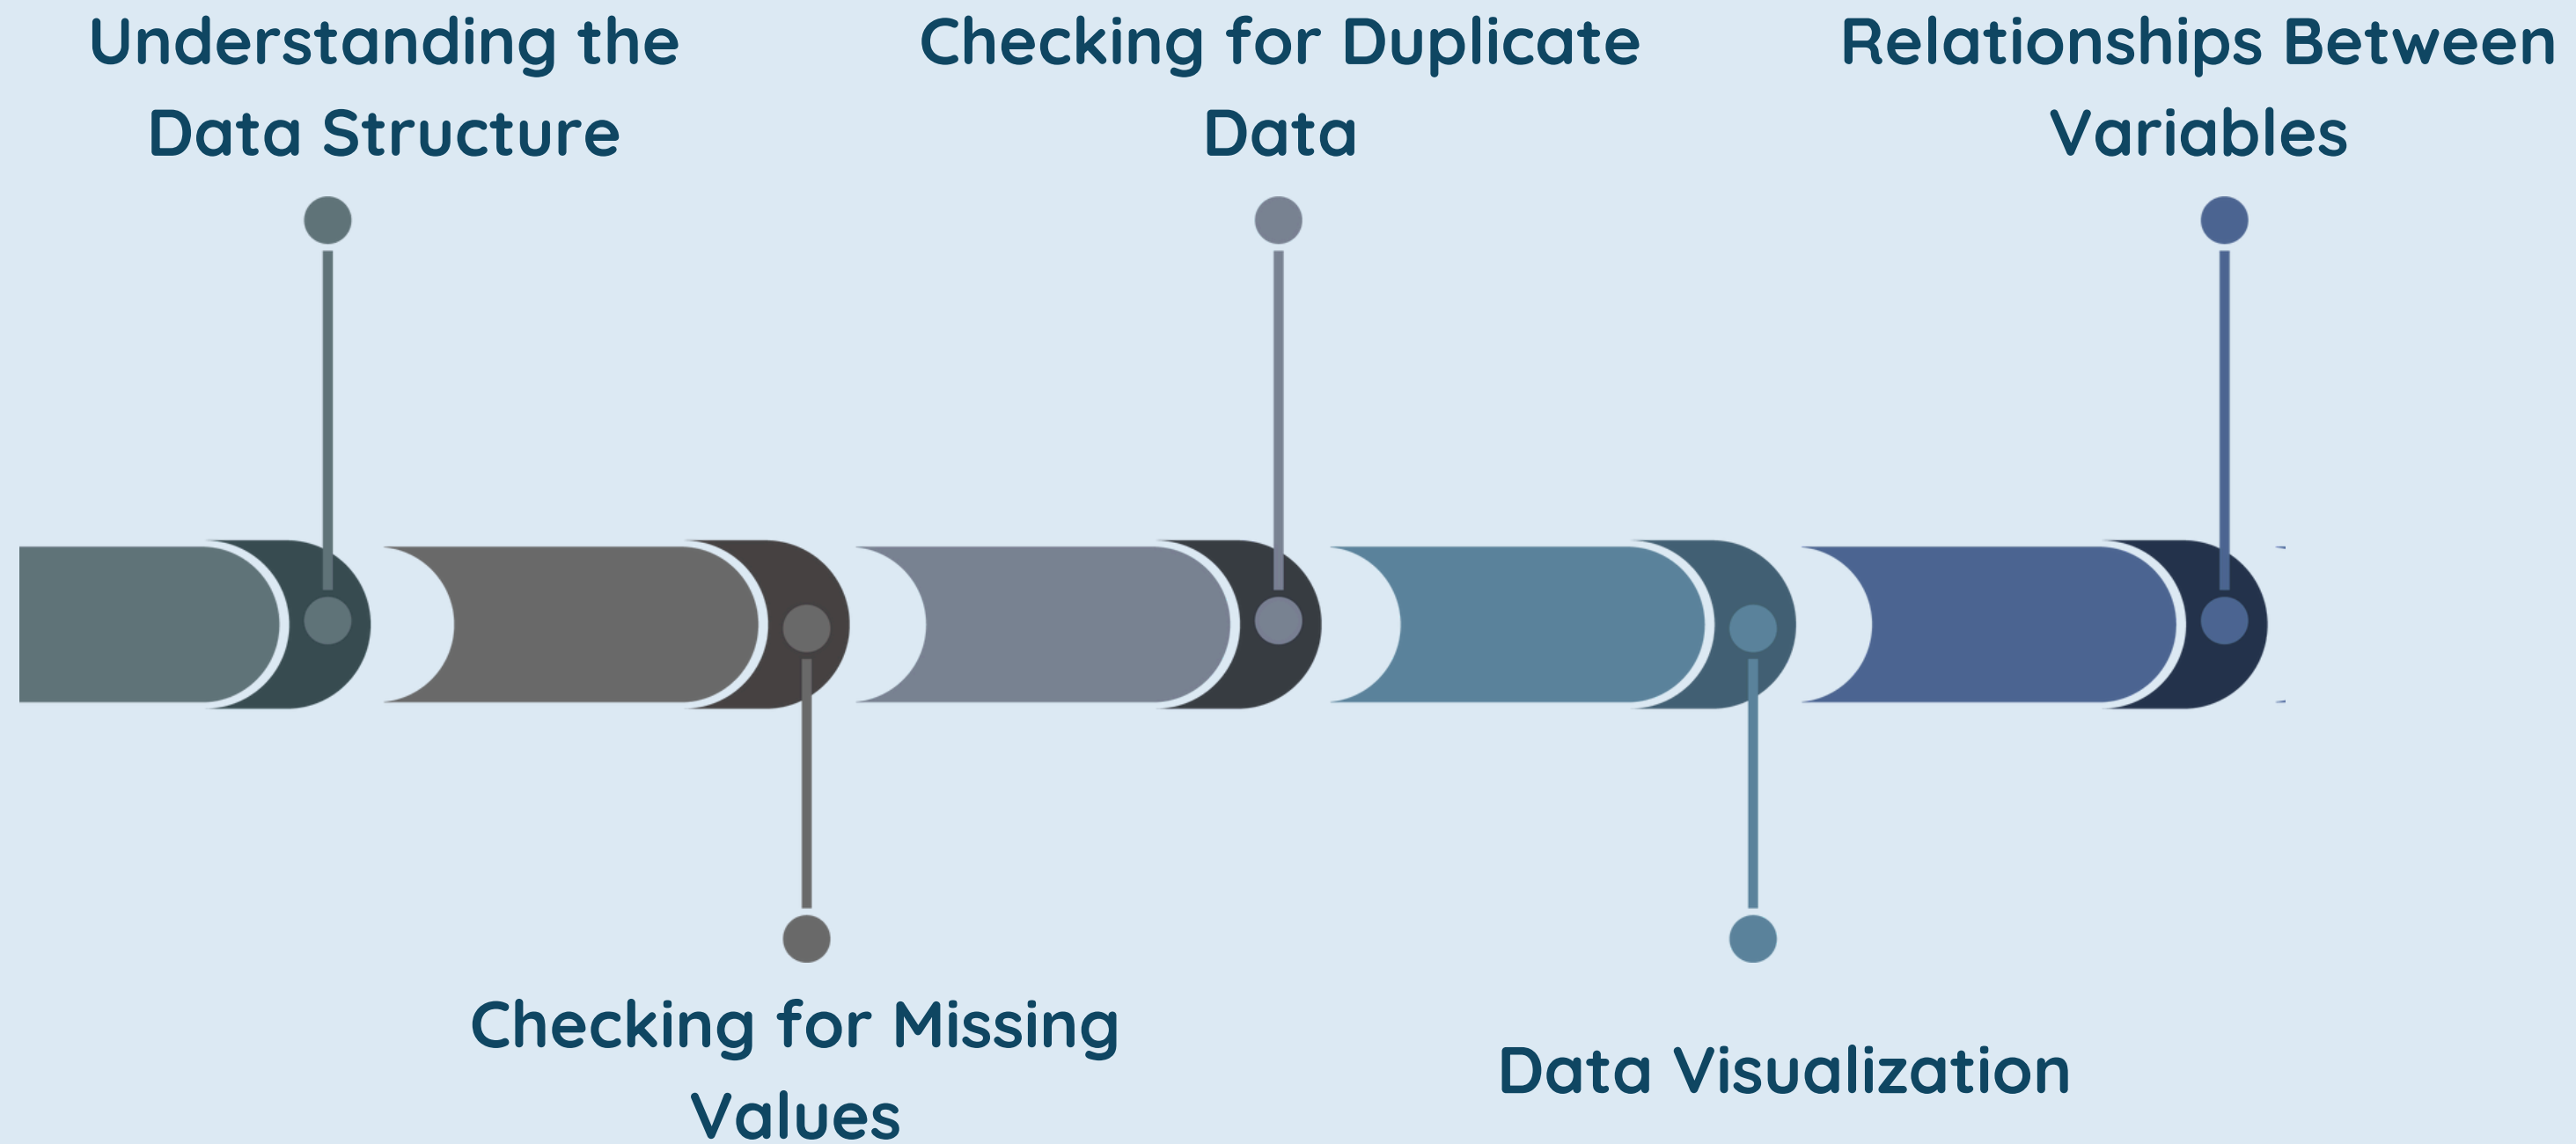 Understanding the
Data Structure
Checking for Duplicate
Data
Relationships Between
Variables
Checking for Missing
Values
Data Visualization